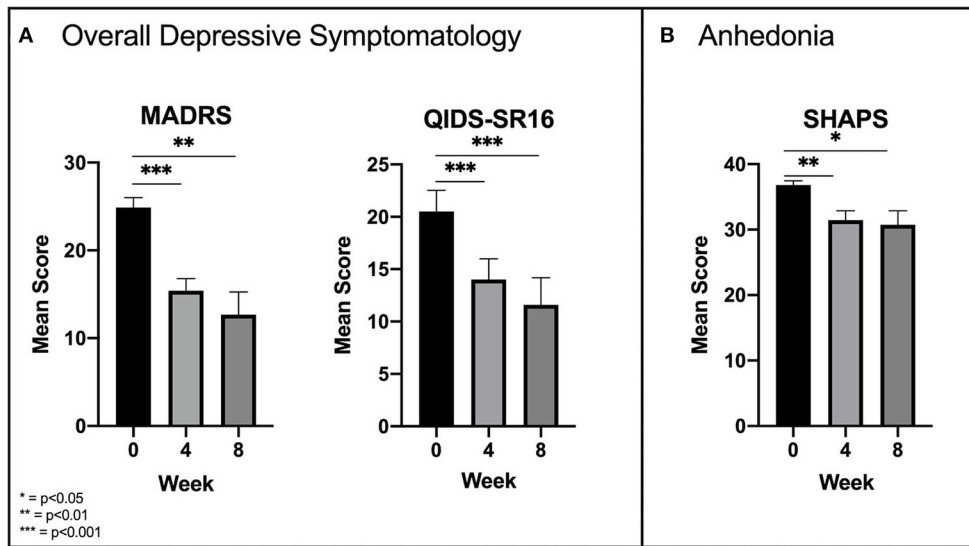 A Overall Depressive Symptomatology
MADRS
**
***
30
20
10
0
Mean Score
0 4 8
Week
QIDS-SR16
***
***
25
20
15
10
5
0
Mean Score
0 4 8
Week
* = p<0.05
** = p<0.01
*** = p<0.001
B Anhedonia
SHAPS
*
**
40
30
20
10
0
Mean Score
0 4 8
Week